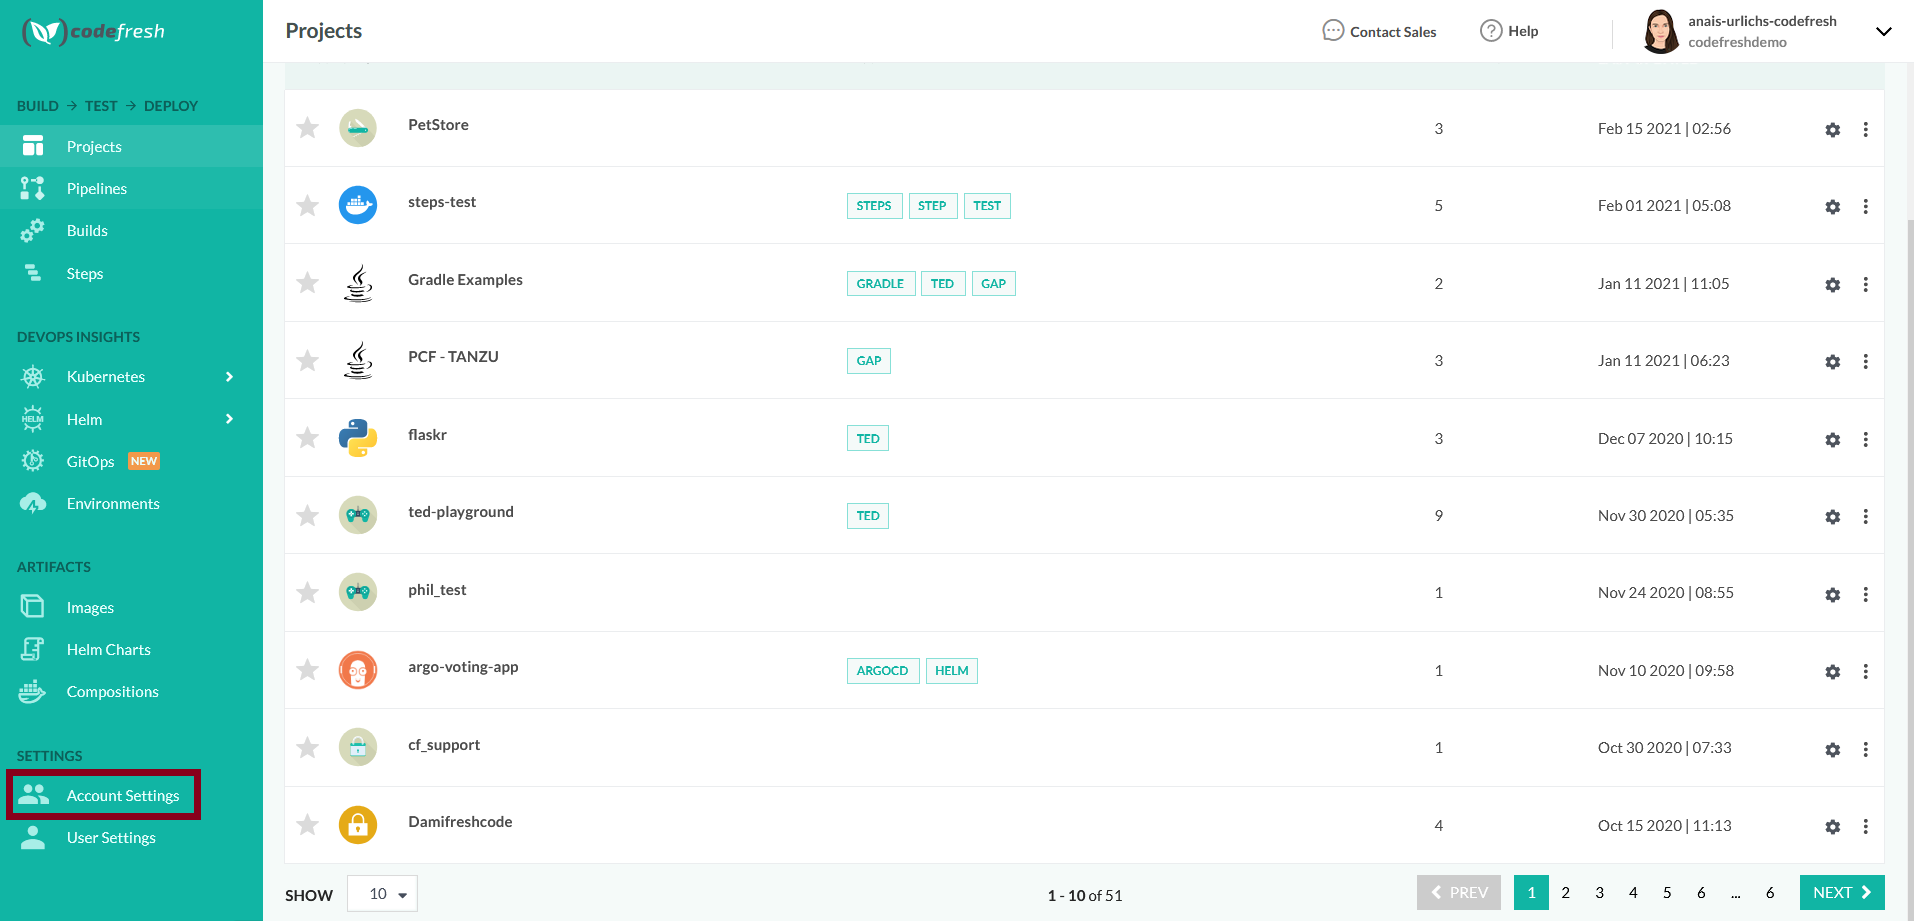 codefresh
Projects
Contact Sales
Help
anais-urlichs-codefresh
codefreshdemo
BUILD → TEST → DEPLOY
Projects
Pipelines
Builds
Steps
DEVOPS INSIGHTS
Kubernetes
HELM Helm
GitOps NEW
Environments
ARTIFACTS
Images
Helm Charts
Compositions
SETTINGS
Account Settings
User Settings
PetStore 3 Feb 15 2021 | 02:56
steps-test STEPS STEP TEST 5 Feb 01 2021 | 05:08
Gradle Examples GRADLE TED GAP 2 Jan 11 2021 | 11:05
PCF - TANZU GAP 3 Jan 11 2021 | 06:23
flaskr TED 3 Dec 07 2020 | 10:15
ted-playground TED 9 Nov 30 2020 | 05:35
phil_test 1 Nov 24 2020 | 08:55
argo-voting-app ARGOCD HELM 1 Nov 10 2020 | 09:58
cf_support 1 Oct 30 2020 | 07:33
Damifreshcode 4 Oct 15 2020 | 11:13
SHOW 10 1 - 10 of 51 PREV 1 2 3 4 5 6 ... 6 NEXT